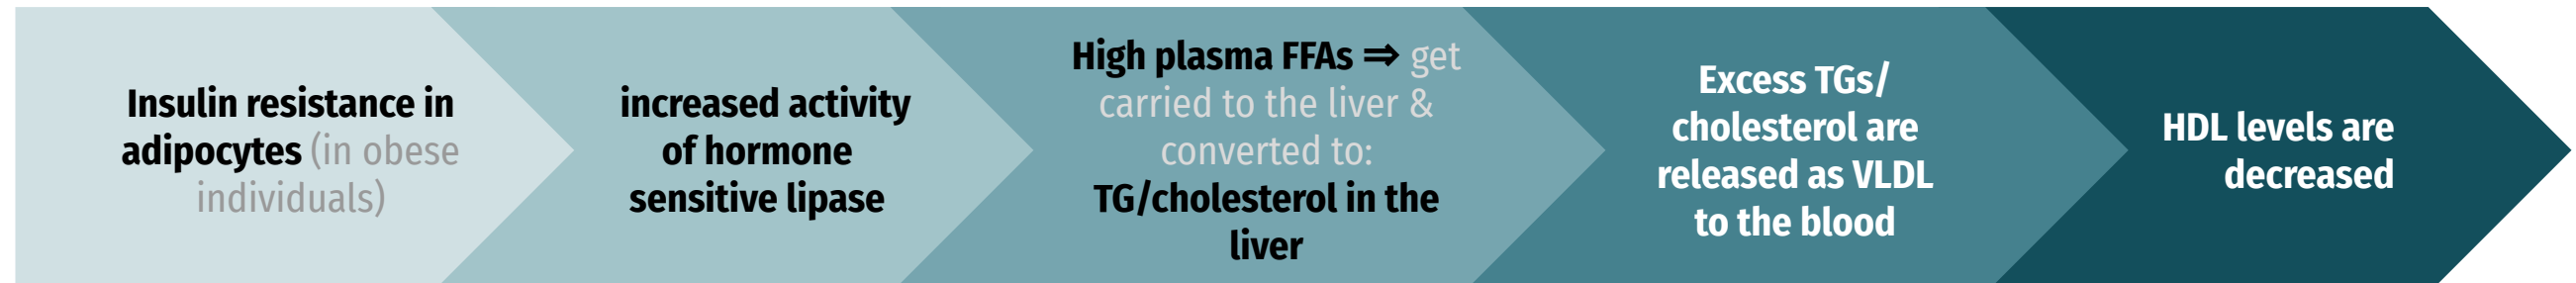 Insulin resistance in
adipocytes (in obese
individuals)
increased activity
of hormone
sensitive lipase
High plasma FFAs ⇒ get
carried to the liver &
converted to:
TG/cholesterol in the
liver
Excess TGs/
cholesterol are
released as VLDL
to the blood
HDL levels are
decreased